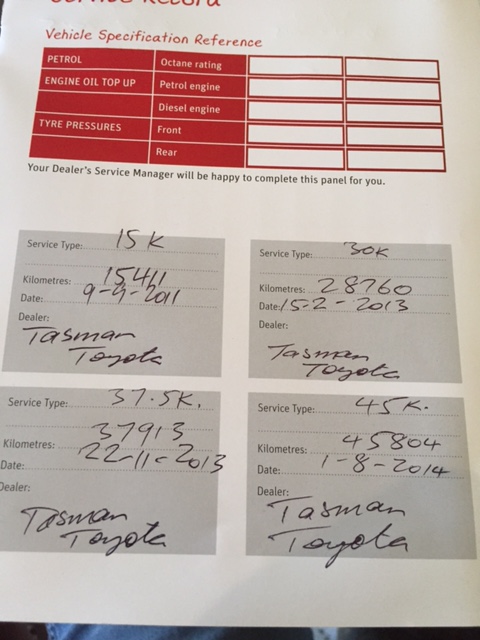 Service Record
Vehicle Specification Reference
PETROL Octane rating
ENGINE OIL TOP UP Petrol engine
Diesel engine
TYRE PRESSURES Front
Rear
Your Dealer's Service Manager will be happy to complete this panel for you.
Service Type: 15K
Kilometres: 15411
Date: 9-9-2011
Dealer:
Tasman
Toyota
Service Type: 30K
Kilometres: 28760
Date: 15-2-2013
Dealer:
Tasman
Toyota
Service Type: 37.5K.
Kilometres: 37913
Date: 22-11-2013
Dealer:
Tasman
Toyota
Service Type: 45K.
Kilometres: 45804
Date: 1-8-2014
Dealer:
Tasman
Toyota